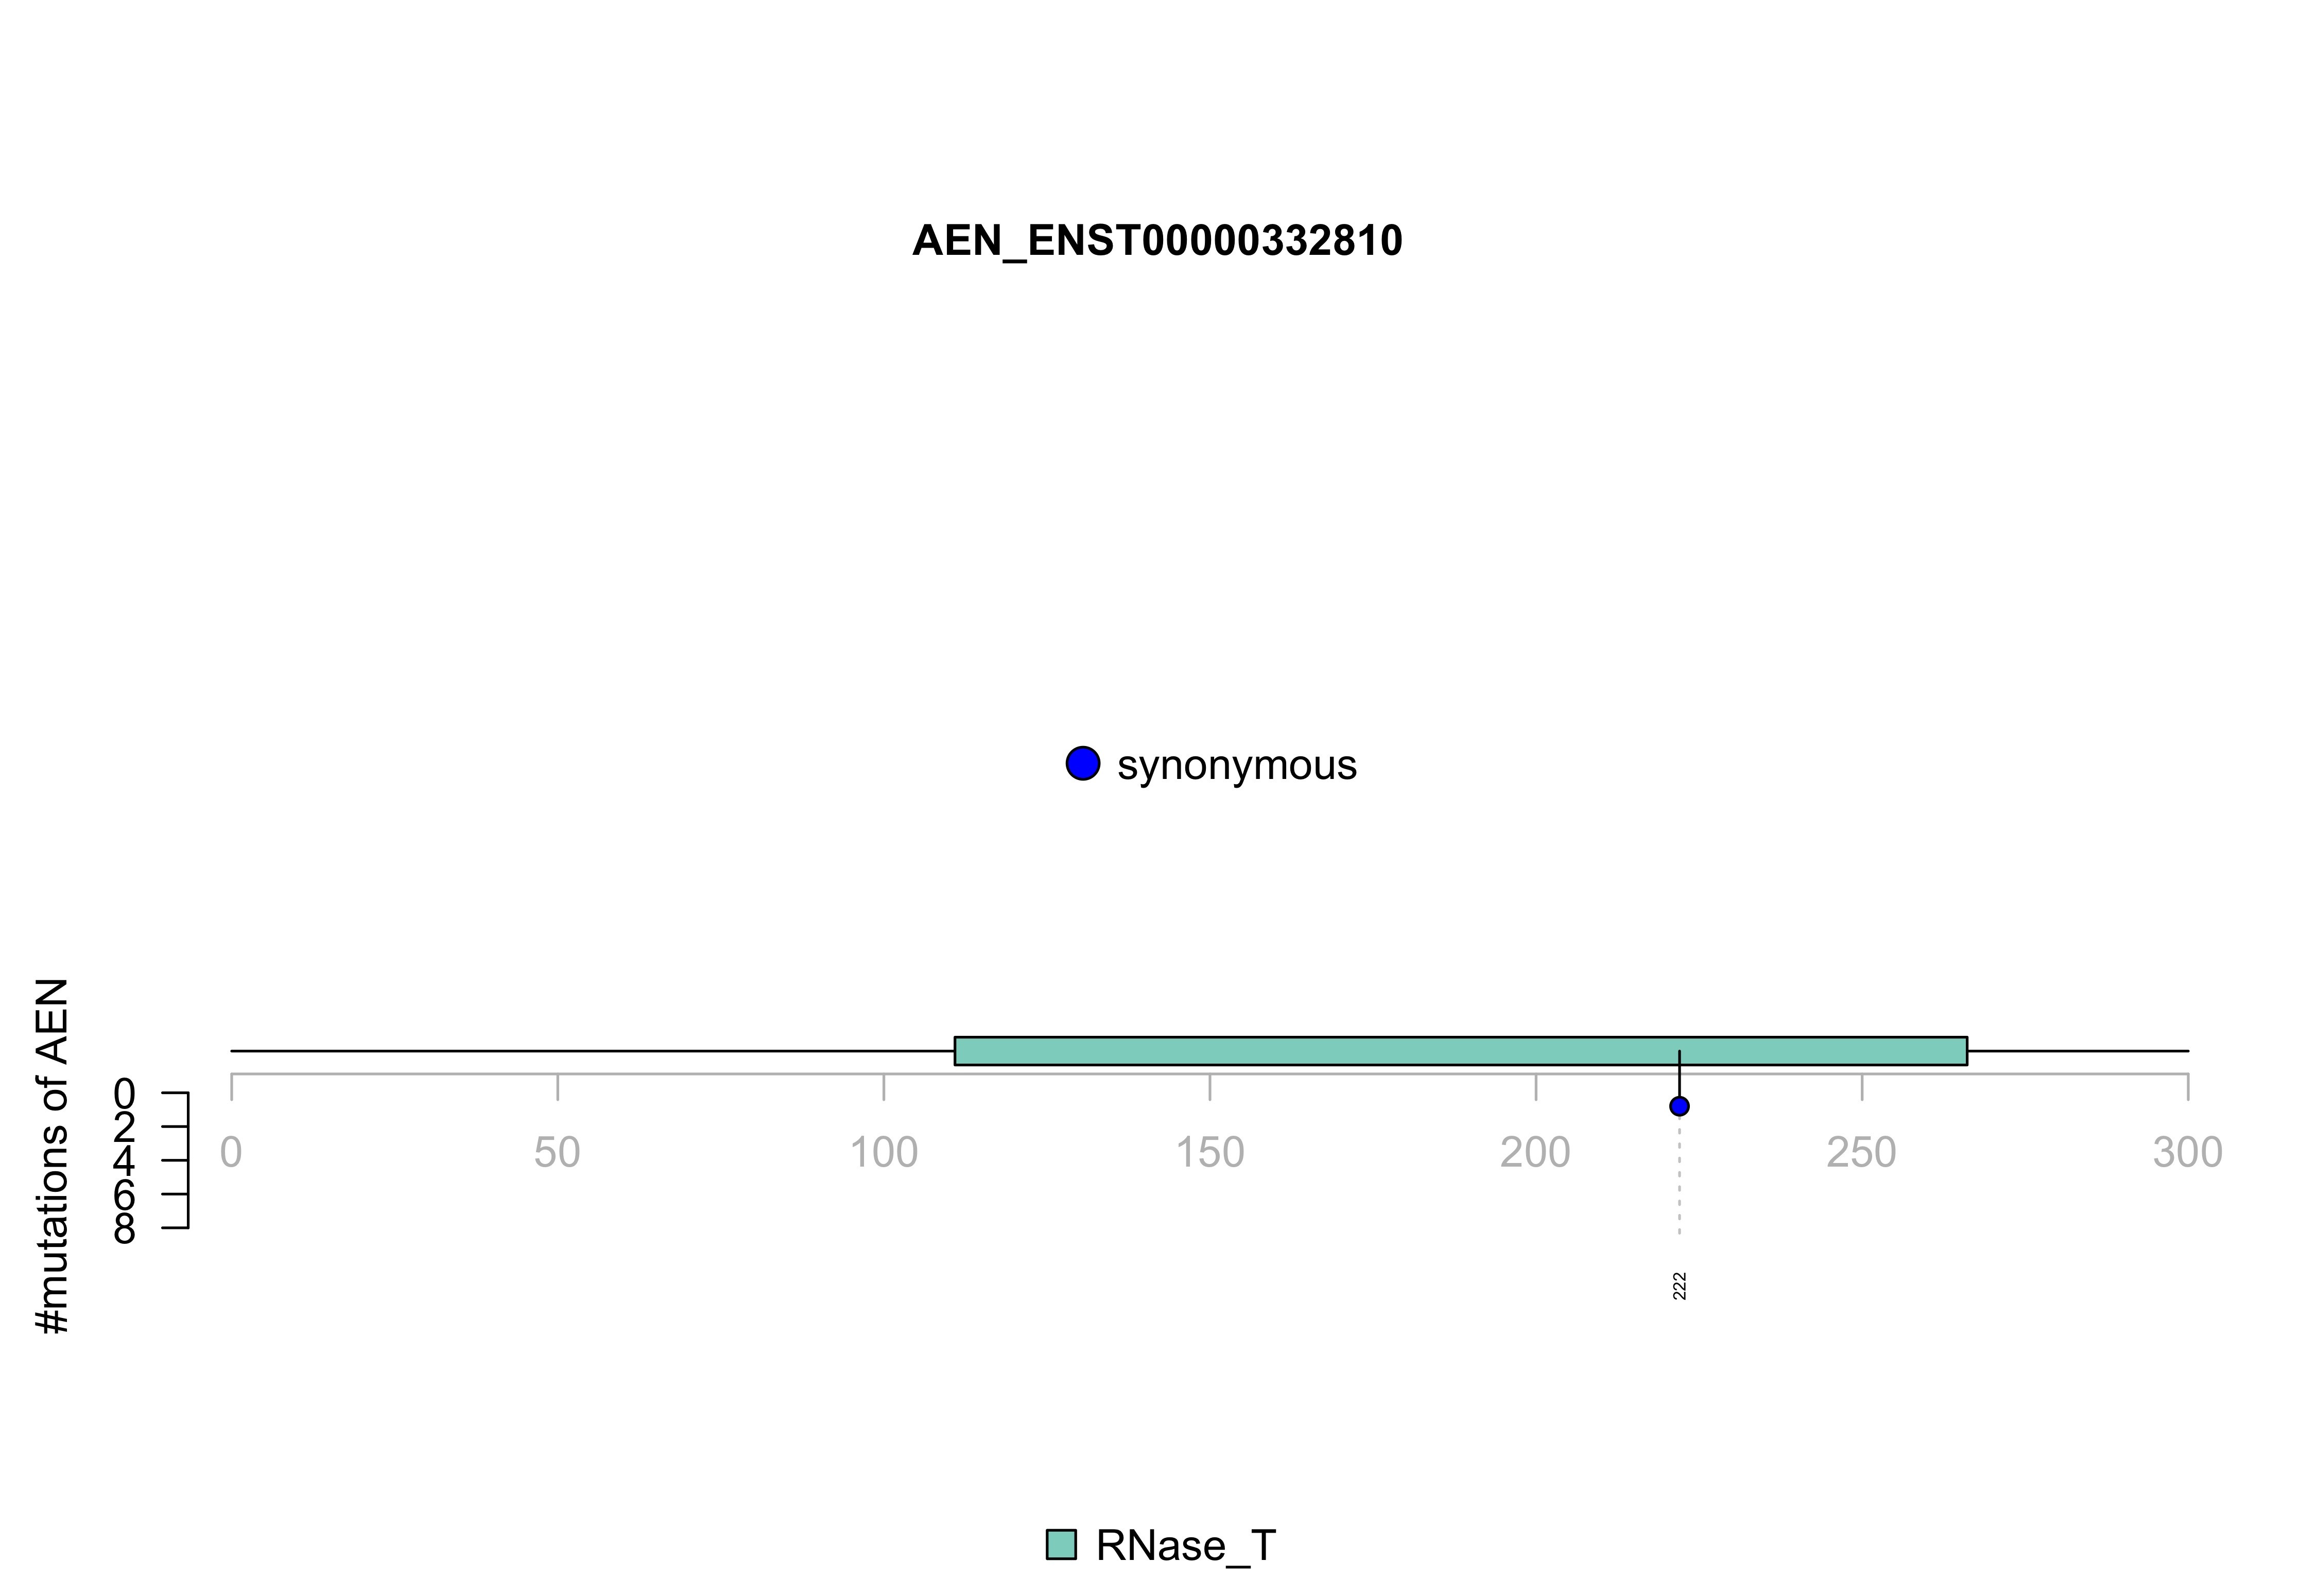 AEN_ENST00000332810
synonymous
#mutations of AEN
0
2
4
6
8
0 50 100 150 200 250 300
222
RNase_T